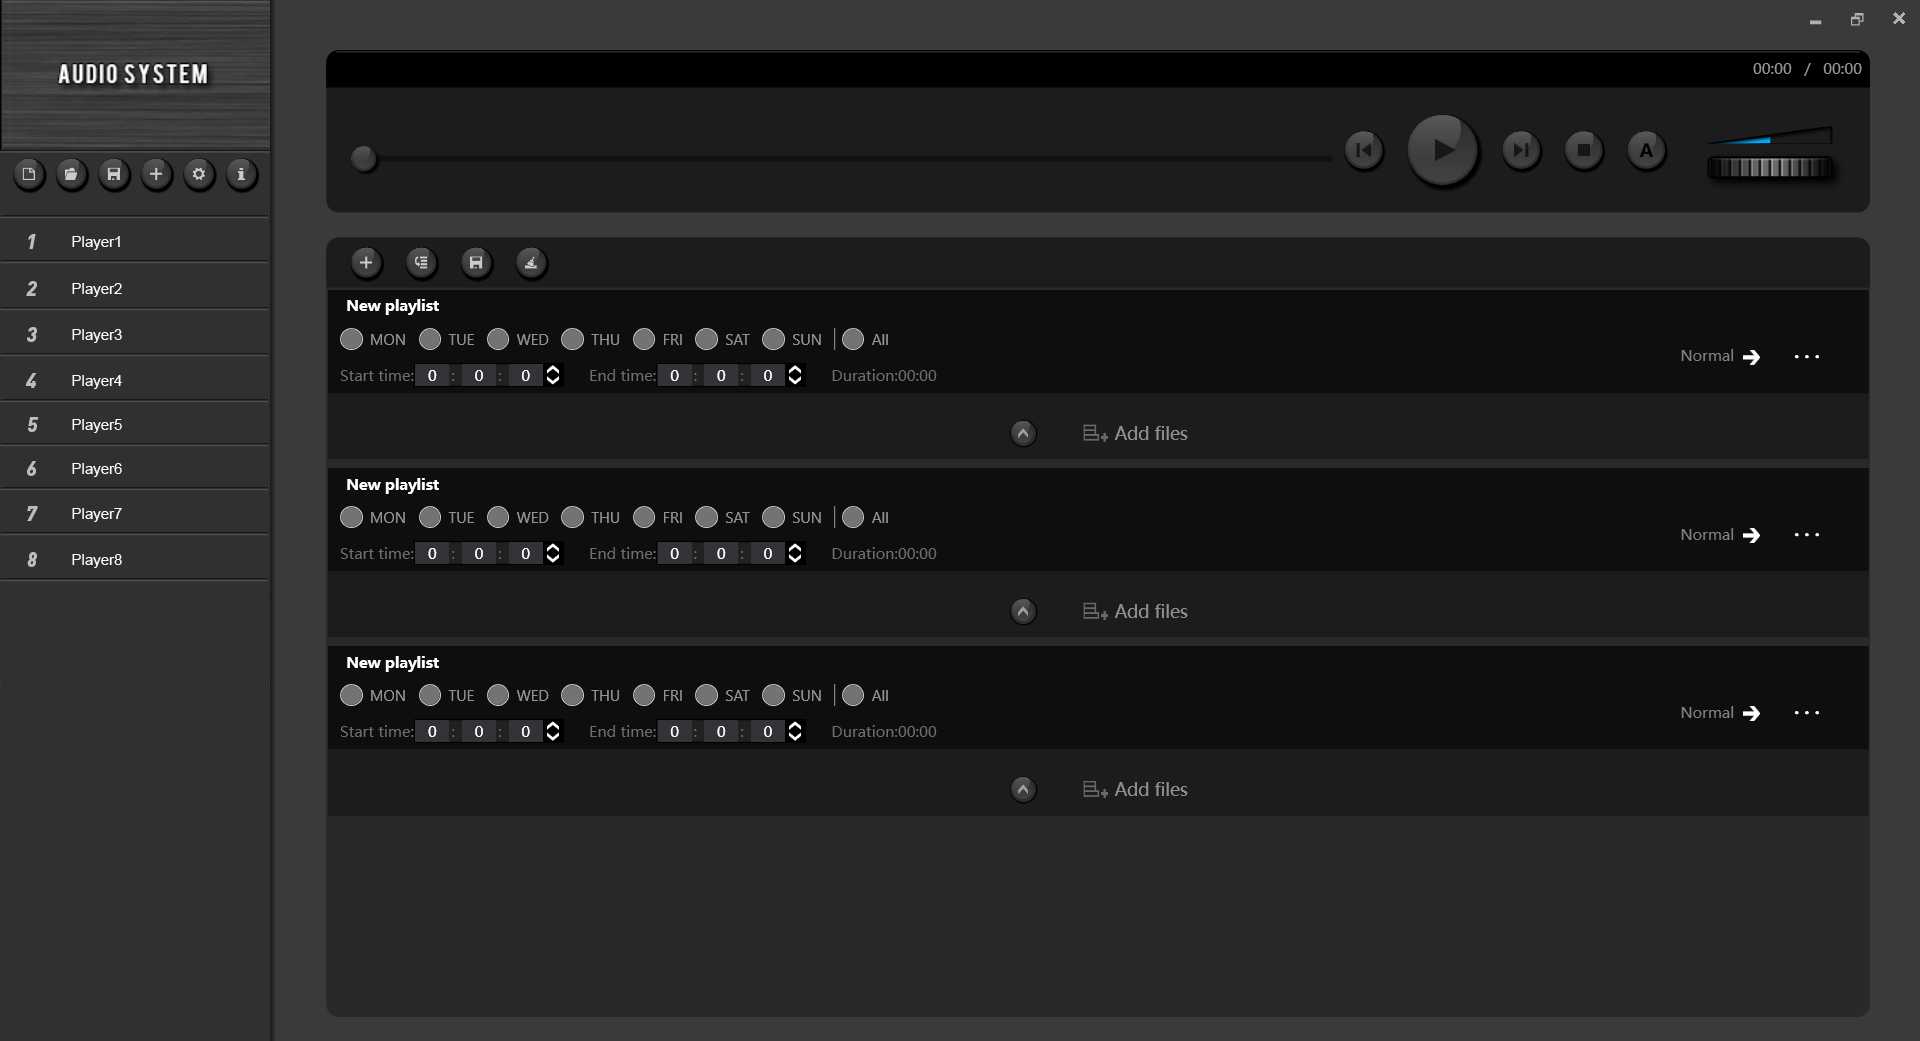 AUDIO SYSTEM
00:00 / 00:00
A
1 Player1
2 Player2
3 Player3
4 Player4
5 Player5
6 Player6
7 Player7
8 Player8
New playlist
MON TUE WED THU FRI SAT SUN All
Normal
Start time: 0 : 0 : 0 End time: 0 : 0 : 0 Duration:00:00
Add files
New playlist
MON TUE WED THU FRI SAT SUN All
Normal
Start time: 0 : 0 : 0 End time: 0 : 0 : 0 Duration:00:00
Add files
New playlist
MON TUE WED THU FRI SAT SUN All
Normal
Start time: 0 : 0 : 0 End time: 0 : 0 : 0 Duration:00:00
Add files